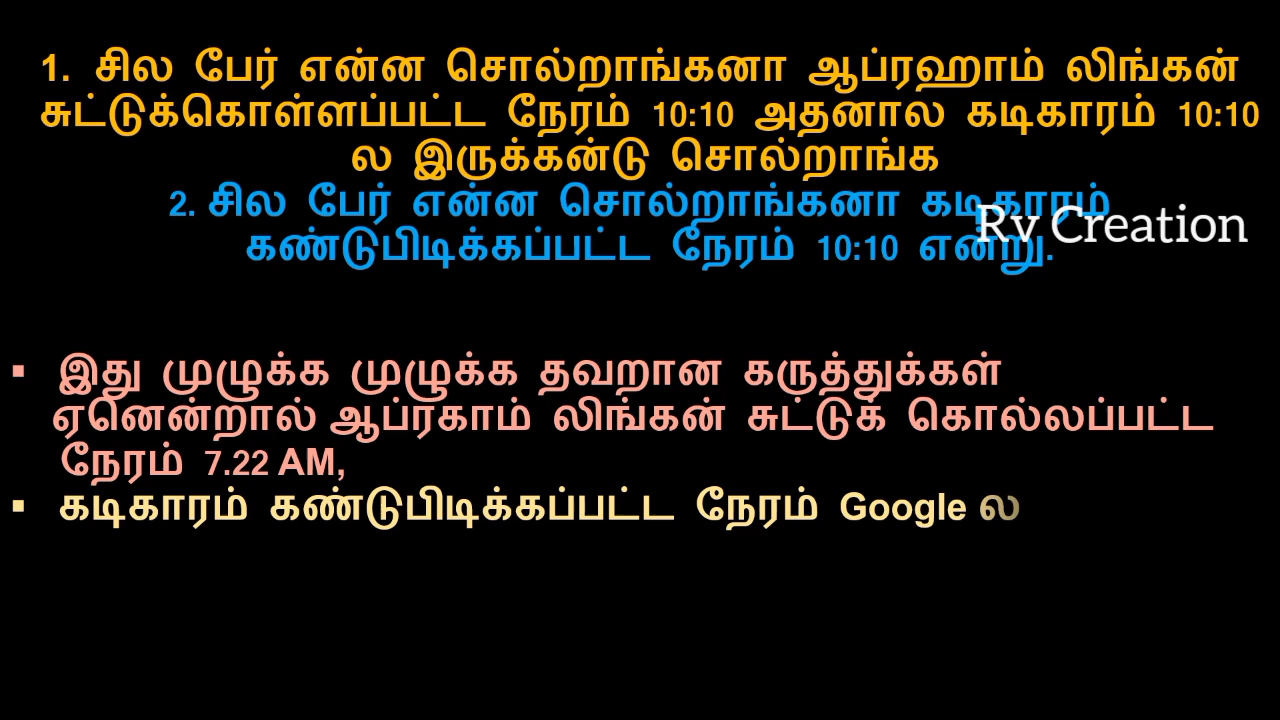 1. சில பேர் என்ன சொல்றாங்கனா ஆப்ரஹாம் லிங்கன்
சுட்டுக்கொள்ளப்பட்ட நேரம் 10:10 அதனால கடிகாரம் 10:10
ல இருக்கன்டு சொல்றாங்க
2. சில பேர் என்ன சொல்றாங்கனா கடிகாரம்
Rv Creation
கண்டுபிடிக்கப்பட்ட நேரம் 10:10 என்று.
▪ இது முழுக்க முழுக்க தவறான கருத்துக்கள்
ஏனென்றால் ஆப்ரகாம் லிங்கன் சுட்டுக் கொல்லப்பட்ட
நேரம் 7.22 AM,
▪ கடிகாரம் கண்டுபிடிக்கப்பட்ட நேரம் Google ல